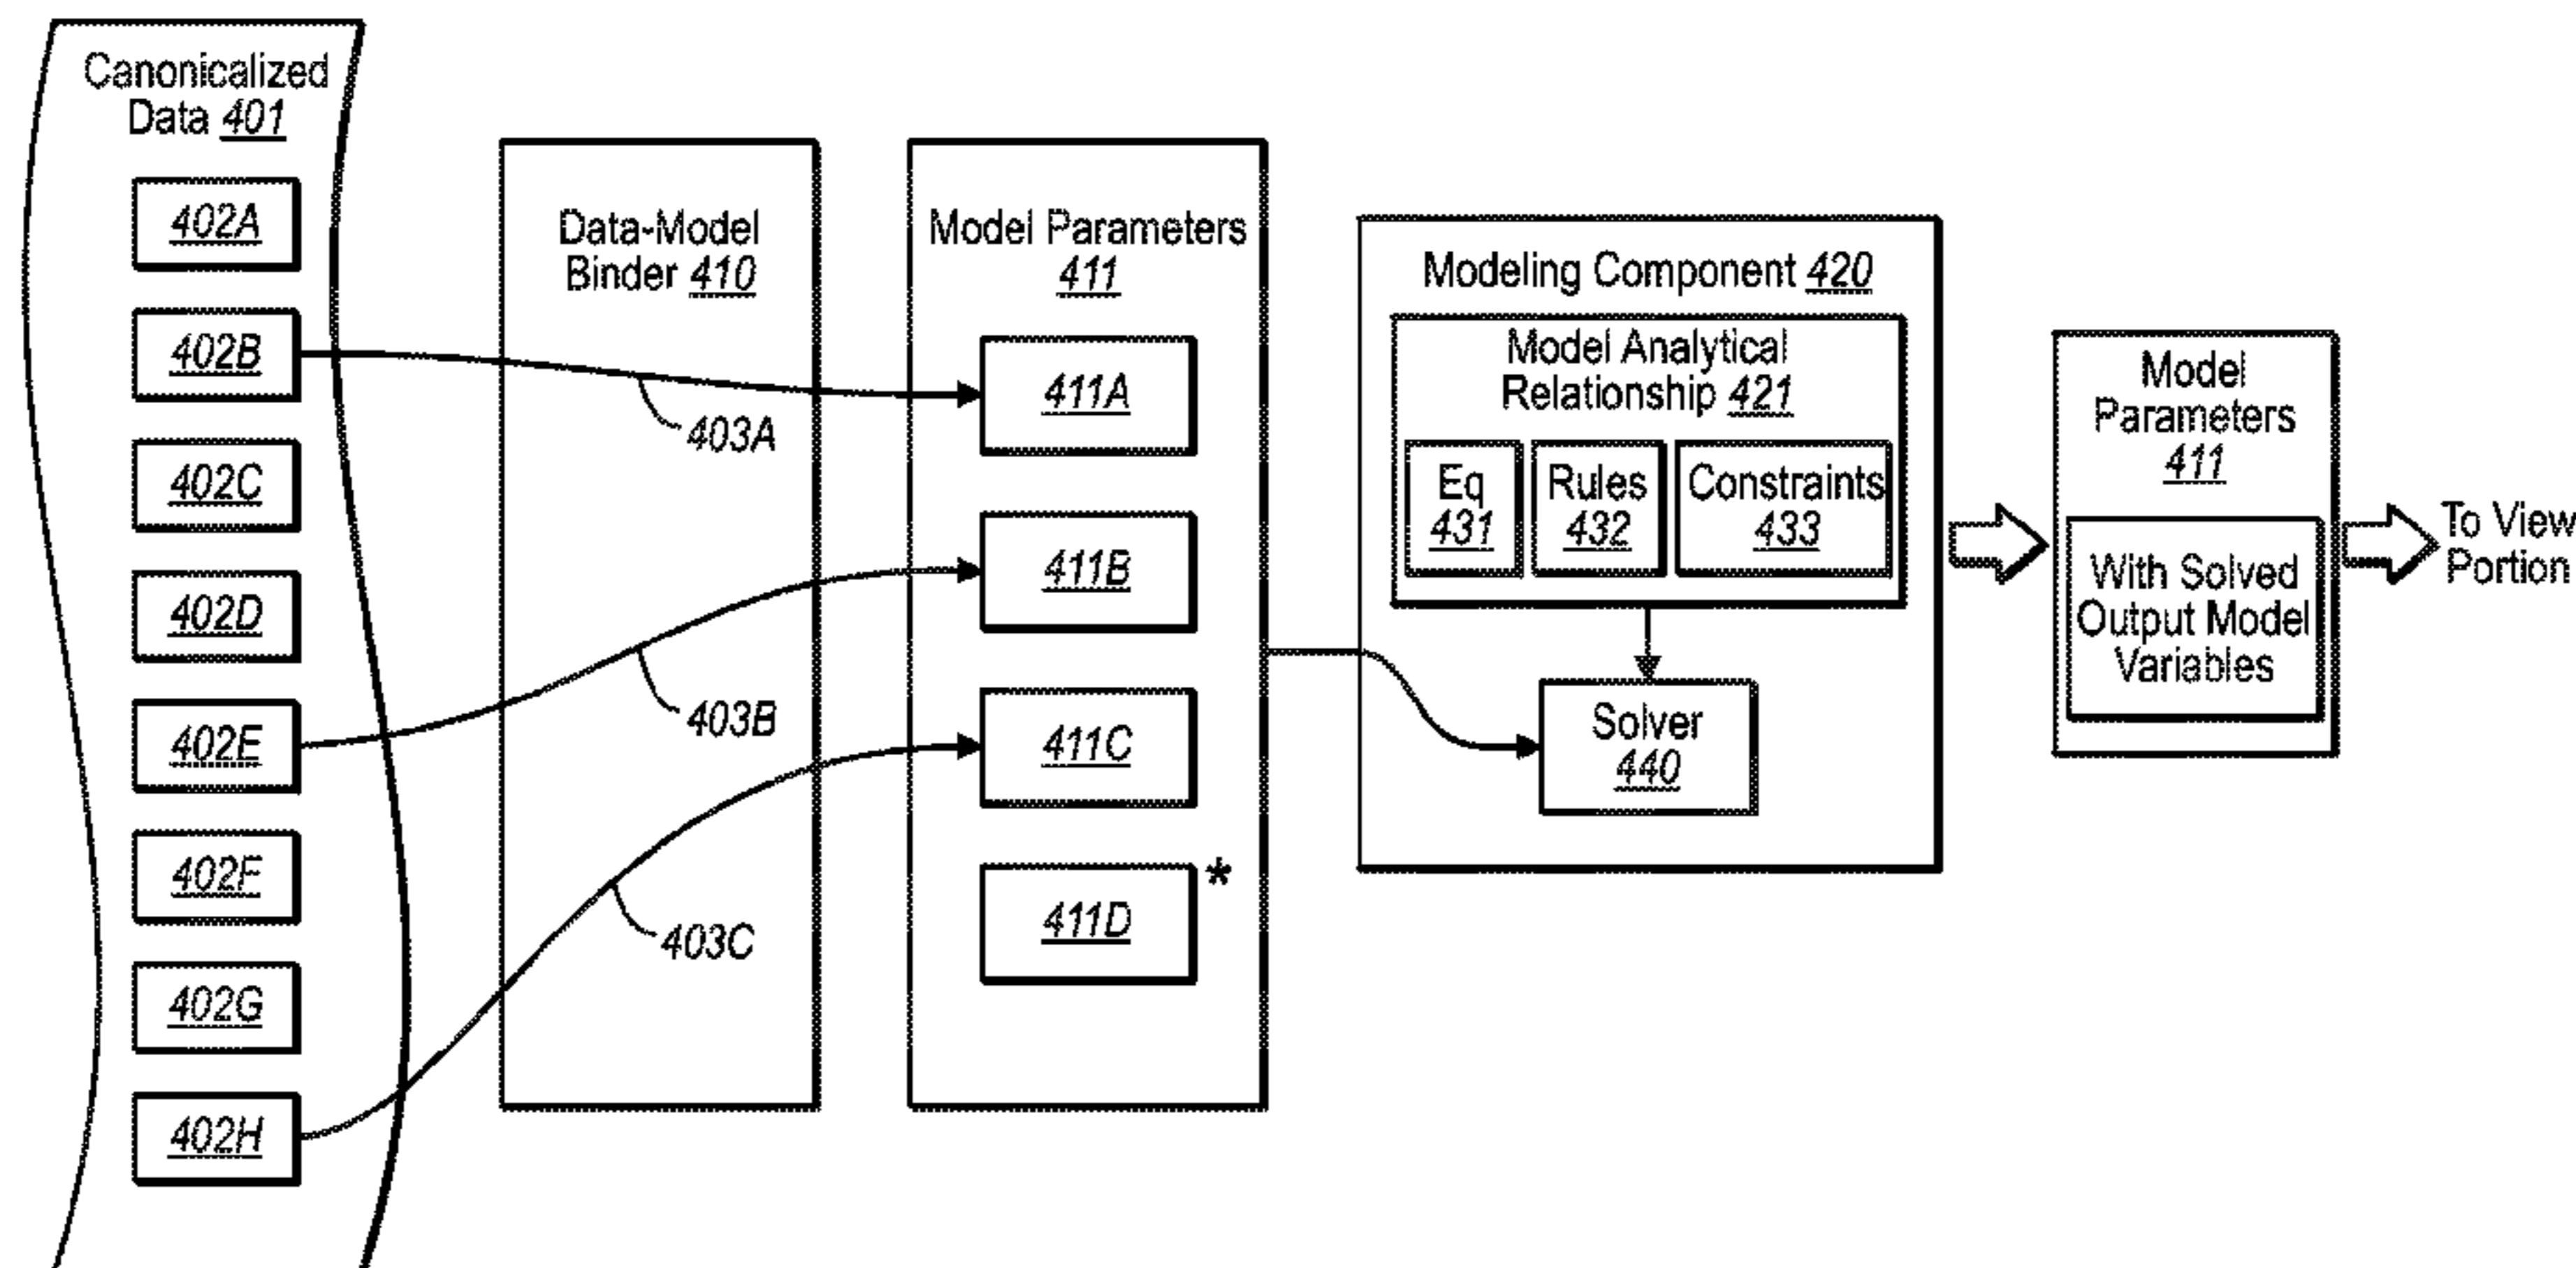 Canonicalized
Data 401
402A
402B
402C
402D
402E
402F
402G
402H
Data-Model
Binder 410
403A
403B
403C
Model Parameters
411
411A
411B
411C
411D
*
Modeling Component 420
Model Analytical
Relationship 421
Eq
431
Rules
432
Constraints
433
Solver
440
Model
Parameters
411
With Solved
Output Model
Variables
To View
Portion